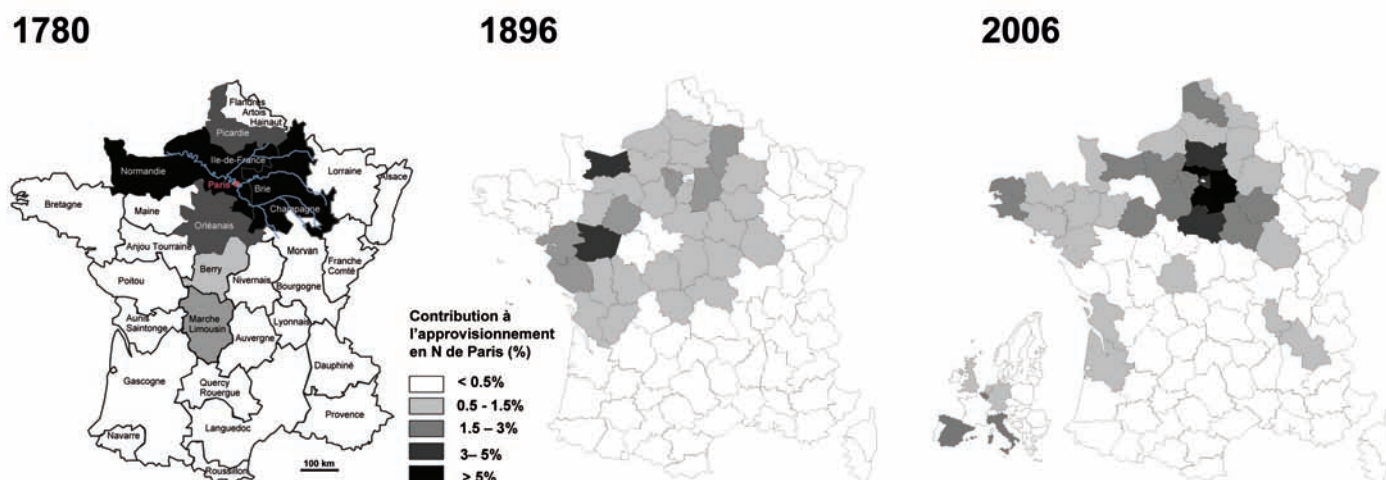 1780
1896
2006
Flandres
Artois
Hainaut
Picardie
Normandie
Ile-de-France
Lorraine
Alsace
Paris
Brie
Bretagne
Maine
Champagne
Orléanais
Anjou Tourraine
Morvan
Berry
Franche
Comté
Poitou
Nivernais
Bourgogne
Aunis
Saintonge
Marche
Limousin
Lyonnais
Auvergne
Dauphiné
Gascogne
Quercy
Rouergue
Provence
Languedoc
Navarre
Roussillon
100 km
Contribution à
l'approvisionnement
en N de Paris (%)
< 0.5%
0.5 - 1.5%
1.5 – 3%
3– 5%
> 5%